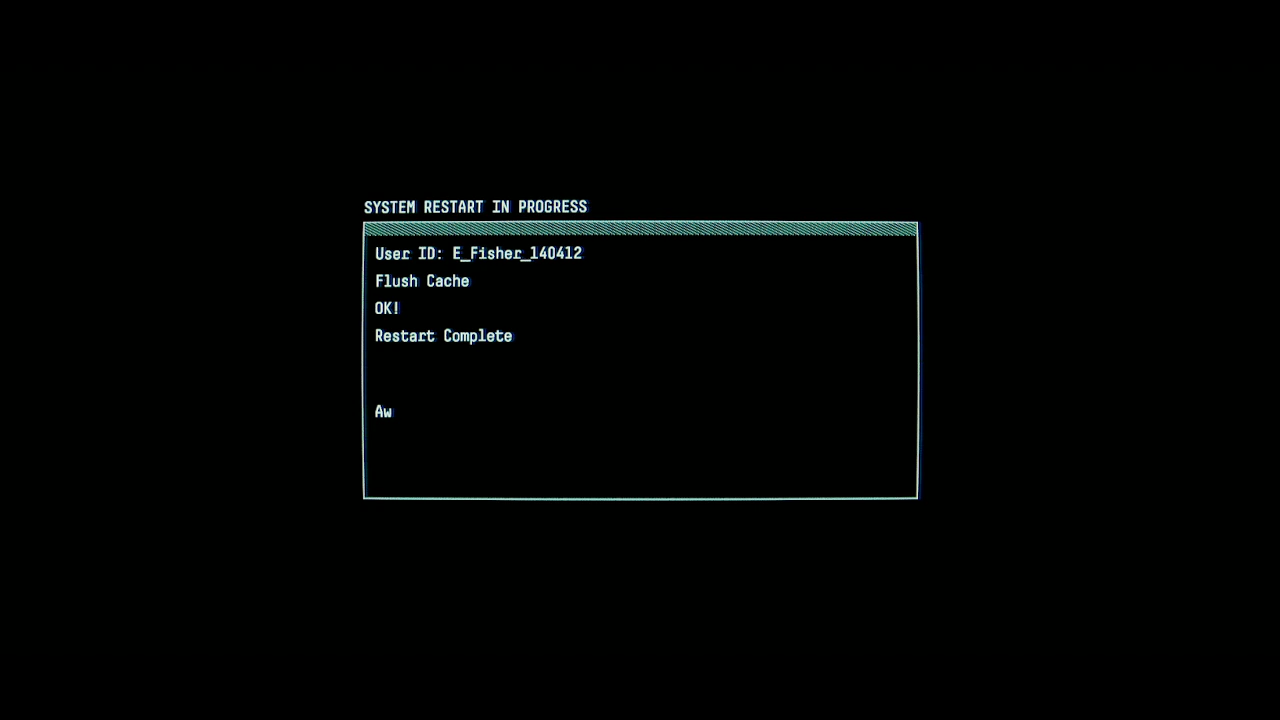 SYSTEM RESTART IN PROGRESS
User ID: E_Fisher_140412
Flush Cache
OK!
Restart Complete
Aw